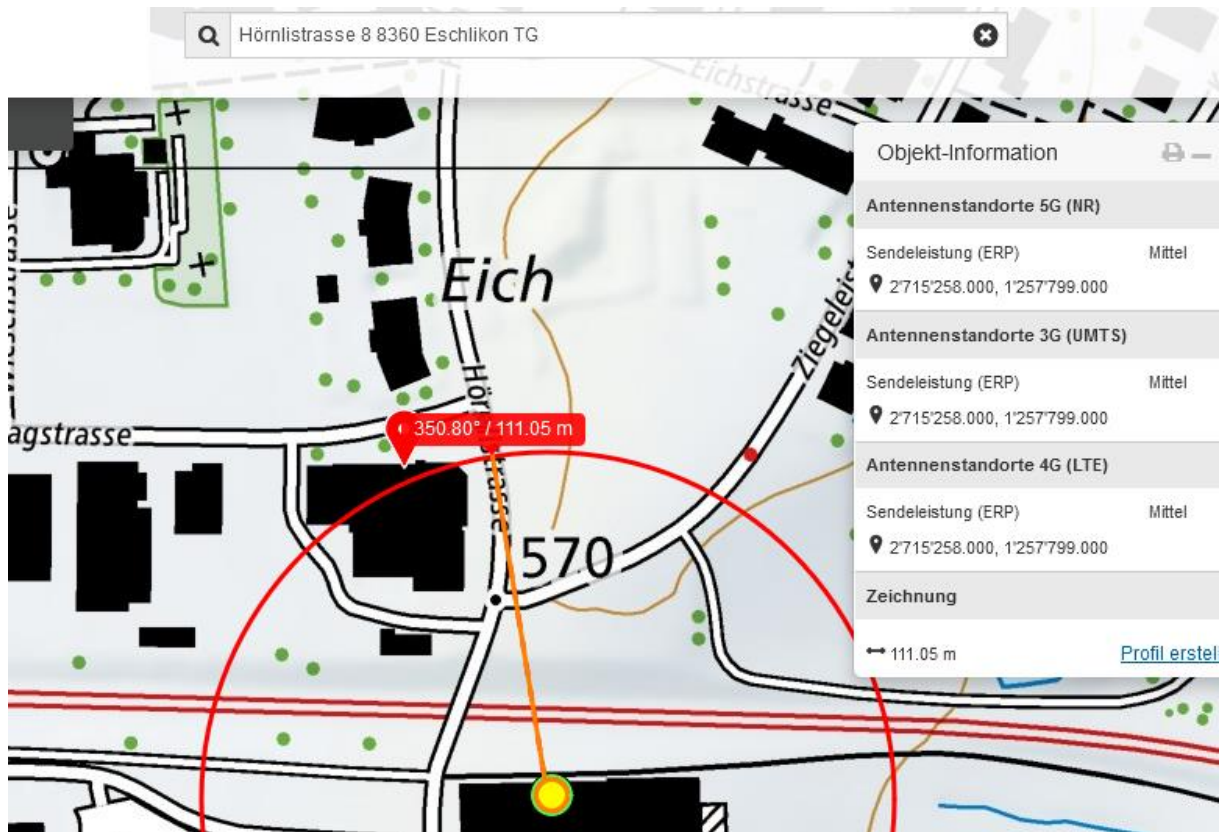 Hörnlistrasse 8 8360 Eschlikon TG
Eichstrasse
Objekt-Information
Antennenstandorte 5G (NR)
Sendeleistung (ERP) Mittel
2'715'258.000, 1'257'799.000
Antennenstandorte 3G (UMTS)
Sendeleistung (ERP) Mittel
2'715'258.000, 1'257'799.000
Antennenstandorte 4G (LTE)
Sendeleistung (ERP) Mittel
2'715'258.000, 1'257'799.000
Zeichnung
111.05 m Profil erstell
Eich
Ziegeleist
350.80° / 111.05 m
agstrasse
570